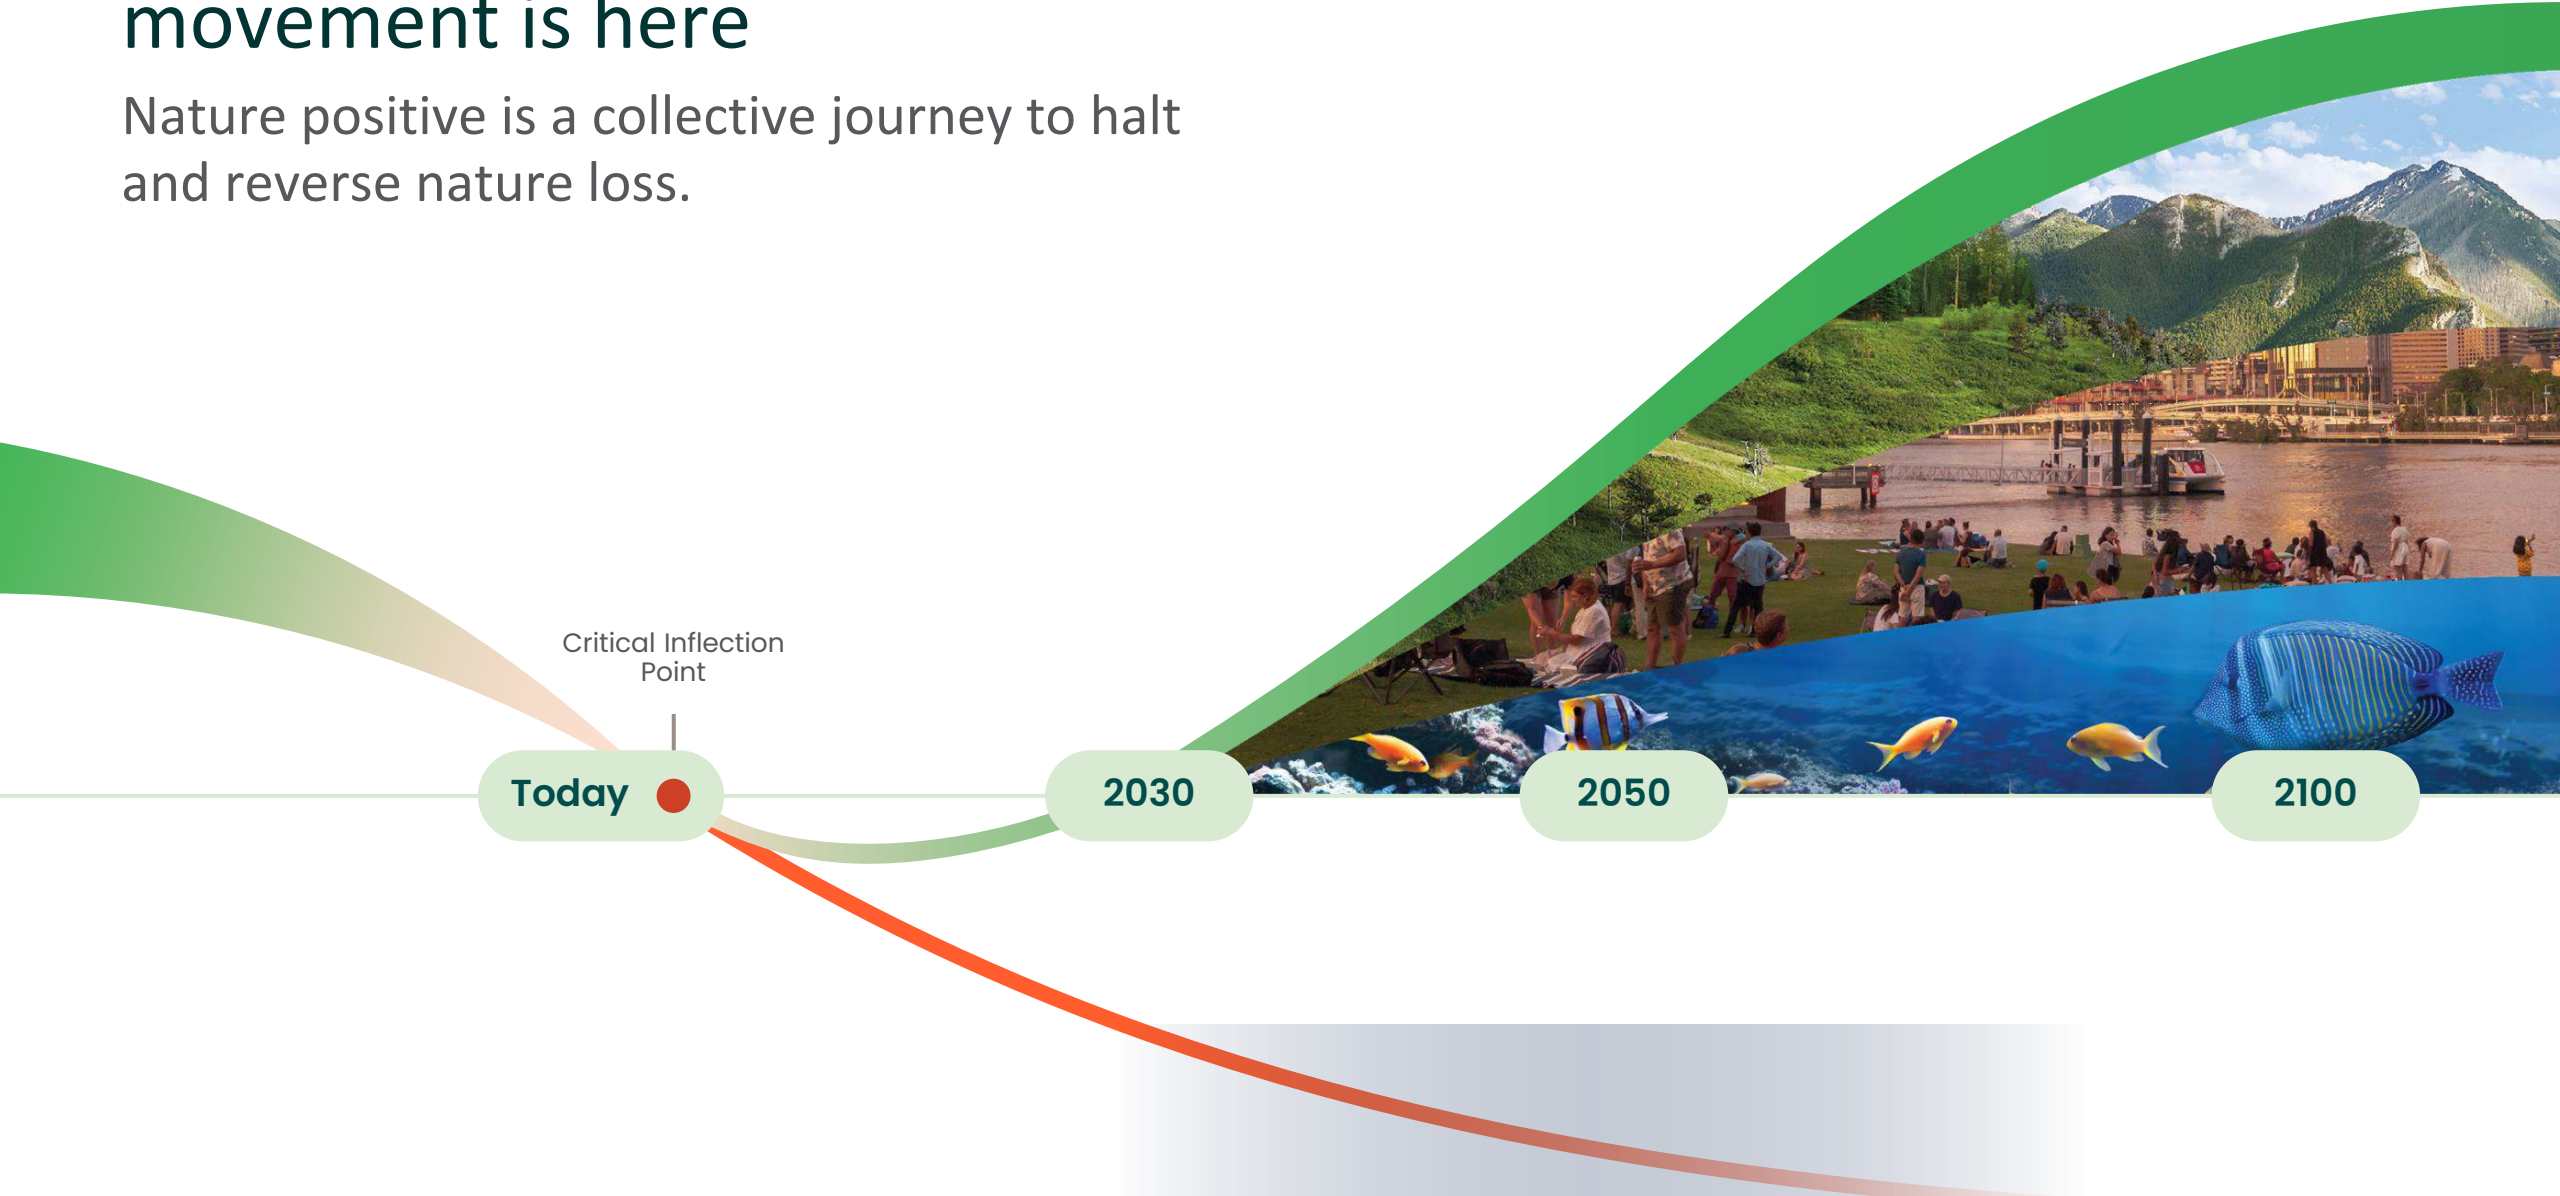 movement is here
Nature positive is a collective journey to halt
and reverse nature loss.
Critical Inflection
Point
Today
2030
2050
2100